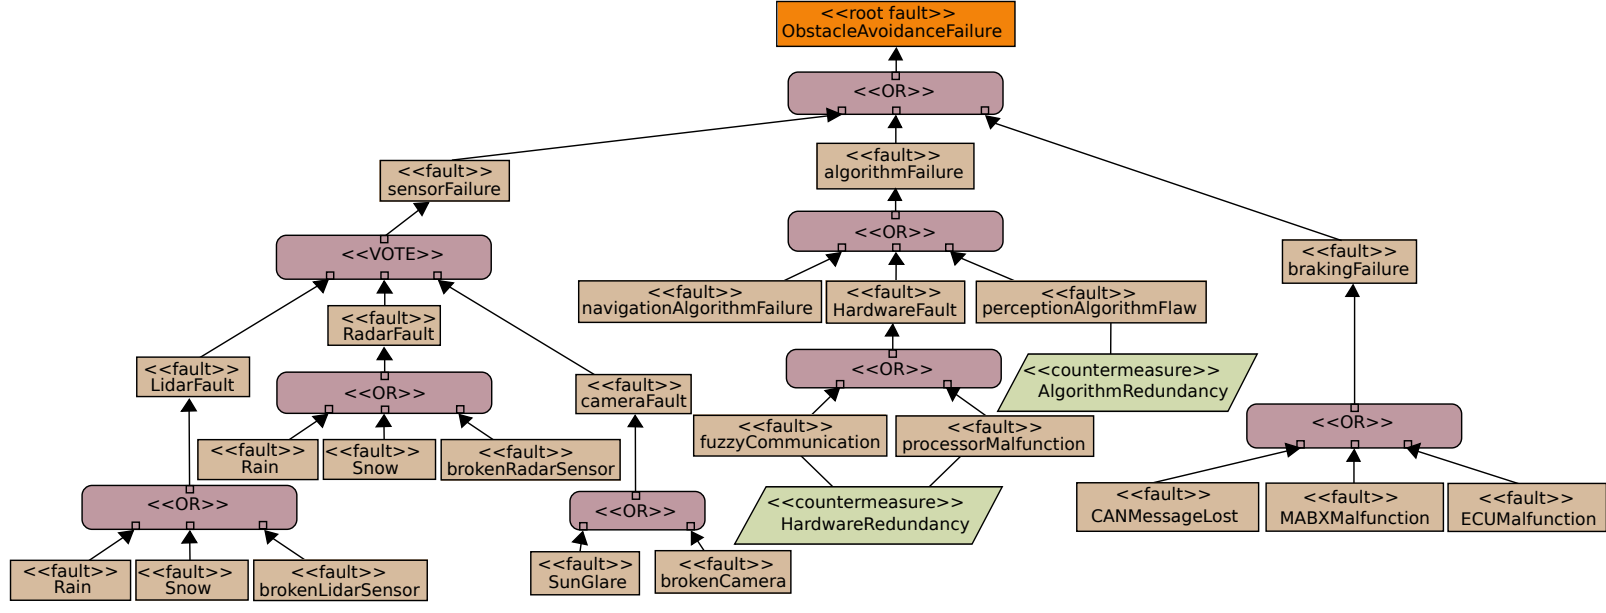 <<root fault>>
ObstacleAvoidanceFailure
<<OR>>
<<fault>>
sensorFailure
<<fault>>
algorithmFailure
<<VOTE>>
<<OR>>
<<fault>>
brakingFailure
<<fault>>
LidarFault
<<fault>>
RadarFault
<<fault>>
cameraFault
<<fault>>
navigationAlgorithmFailure
<<fault>>
HardwareFault
<<fault>>
perceptionAlgorithmFlaw
<<OR>>
<<OR>>
<<countermeasure>>
AlgorithmRedundancy
<<fault>>
Rain
<<fault>>
Snow
<<fault>>
brokenRadarSensor
<<fault>>
fuzzyCommunication
<<fault>>
processorMalfunction
<<OR>>
<<OR>>
<<OR>>
<<countermeasure>>
HardwareRedundancy
<<fault>>
CANMessageLost
<<fault>>
MABXMalfunction
<<fault>>
ECUMalfunction
<<fault>>
Rain
<<fault>>
Snow
<<fault>>
brokenLidarSensor
<<fault>>
SunGlare
<<fault>>
brokenCamera